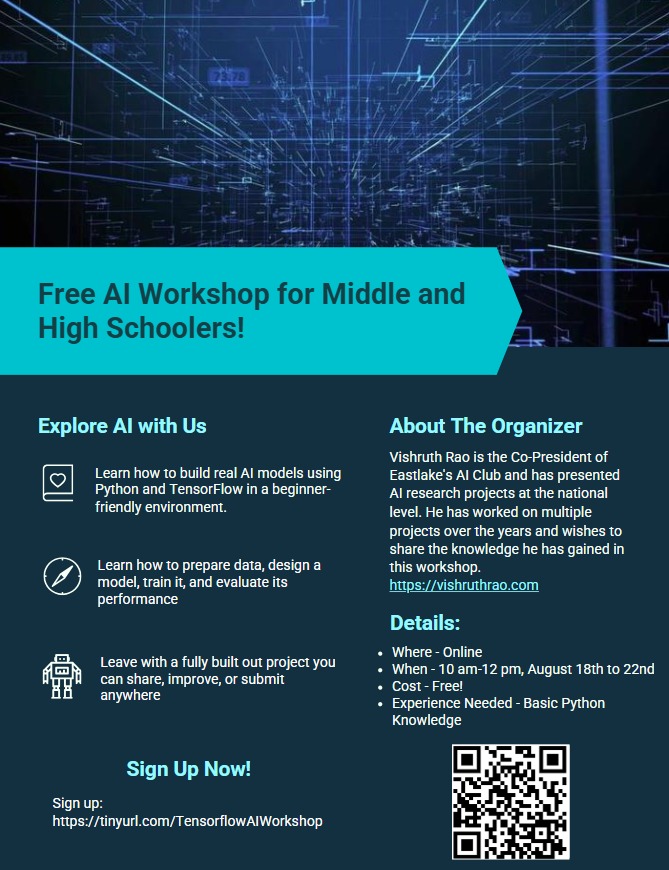 Free AI Workshop for Middle and
High Schoolers!
Explore AI with Us
Learn how to build real AI models using
Python and TensorFlow in a beginner-
friendly environment.
Learn how to prepare data, design a
model, train it, and evaluate its
performance
Leave with a fully built out project you
can share, improve, or submit
anywhere
Sign Up Now!
Sign up:
https://tinyurl.com/TensorflowAIWorkshop
About The Organizer
Vishruth Rao is the Co-President of
Eastlake's AI Club and has presented
AI research projects at the national
level. He has worked on multiple
projects over the years and wishes to
share the knowledge he has gained in
this workshop.
https://vishruthrao.com
Details:
• Where - Online
• When - 10 am-12 pm, August 18th to 22nd
• Cost - Free!
• Experience Needed - Basic Python
Knowledge